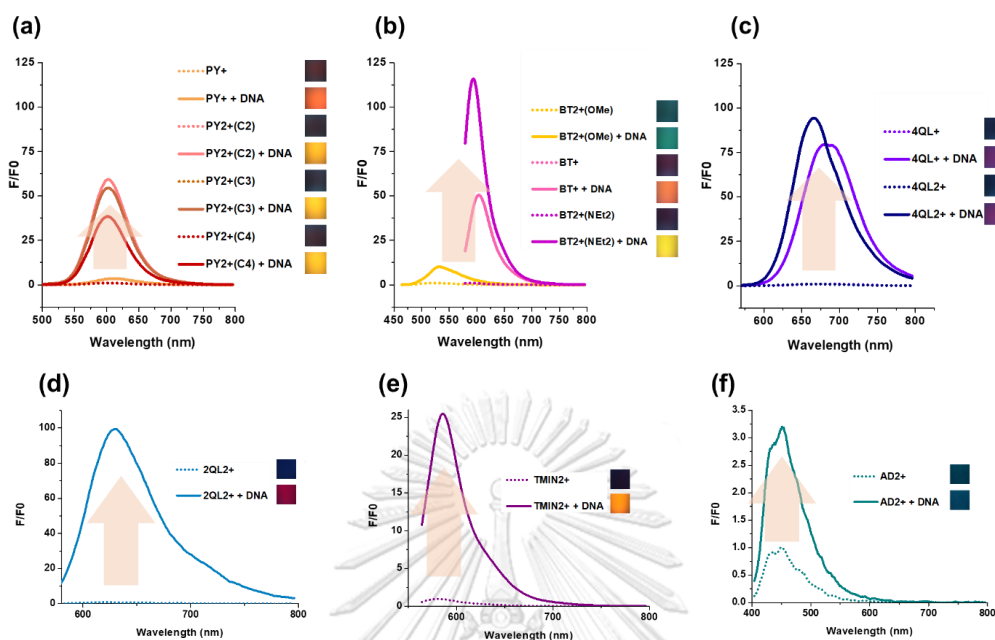 (a)
125
100
75
50
25
0
F/F0
500 550 600 650 700 750 800
Wavelength (nm)
PY+
PY+ + DNA
PY2+(C2)
PY2+(C2) + DNA
PY2+(C3)
PY2+(C3) + DNA
PY2+(C4)
PY2+(C4) + DNA
(b)
125
100
75
50
25
0
F/F0
450 500 550 600 650 700 750 800
Wavelength (nm)
BT2+(OMe)
BT2+(OMe) + DNA
BT+
BT+ + DNA
BT2+(NEt2)
BT2+(NEt2) + DNA
(c)
125
100
75
50
25
0
F/F0
600 650 700 750 800
Wavelength (nm)
4QL+
4QL+ + DNA
4QL2+
4QL2+ + DNA
(d)
100
80
60
40
20
0
F/F0
600 700 800
Wavelength (nm)
2QL2+
2QL2+ + DNA
(e)
25
20
15
10
5
0
F/F0
600 700 800
Wavelength (nm)
TMIN2+
TMIN2+ + DNA
(f)
3.5
3.0
2.5
2.0
1.5
1.0
0.5
0.0
F/F0
400 500 600 700 800
Wavelength (nm)
AD2+
AD2+ + DNA